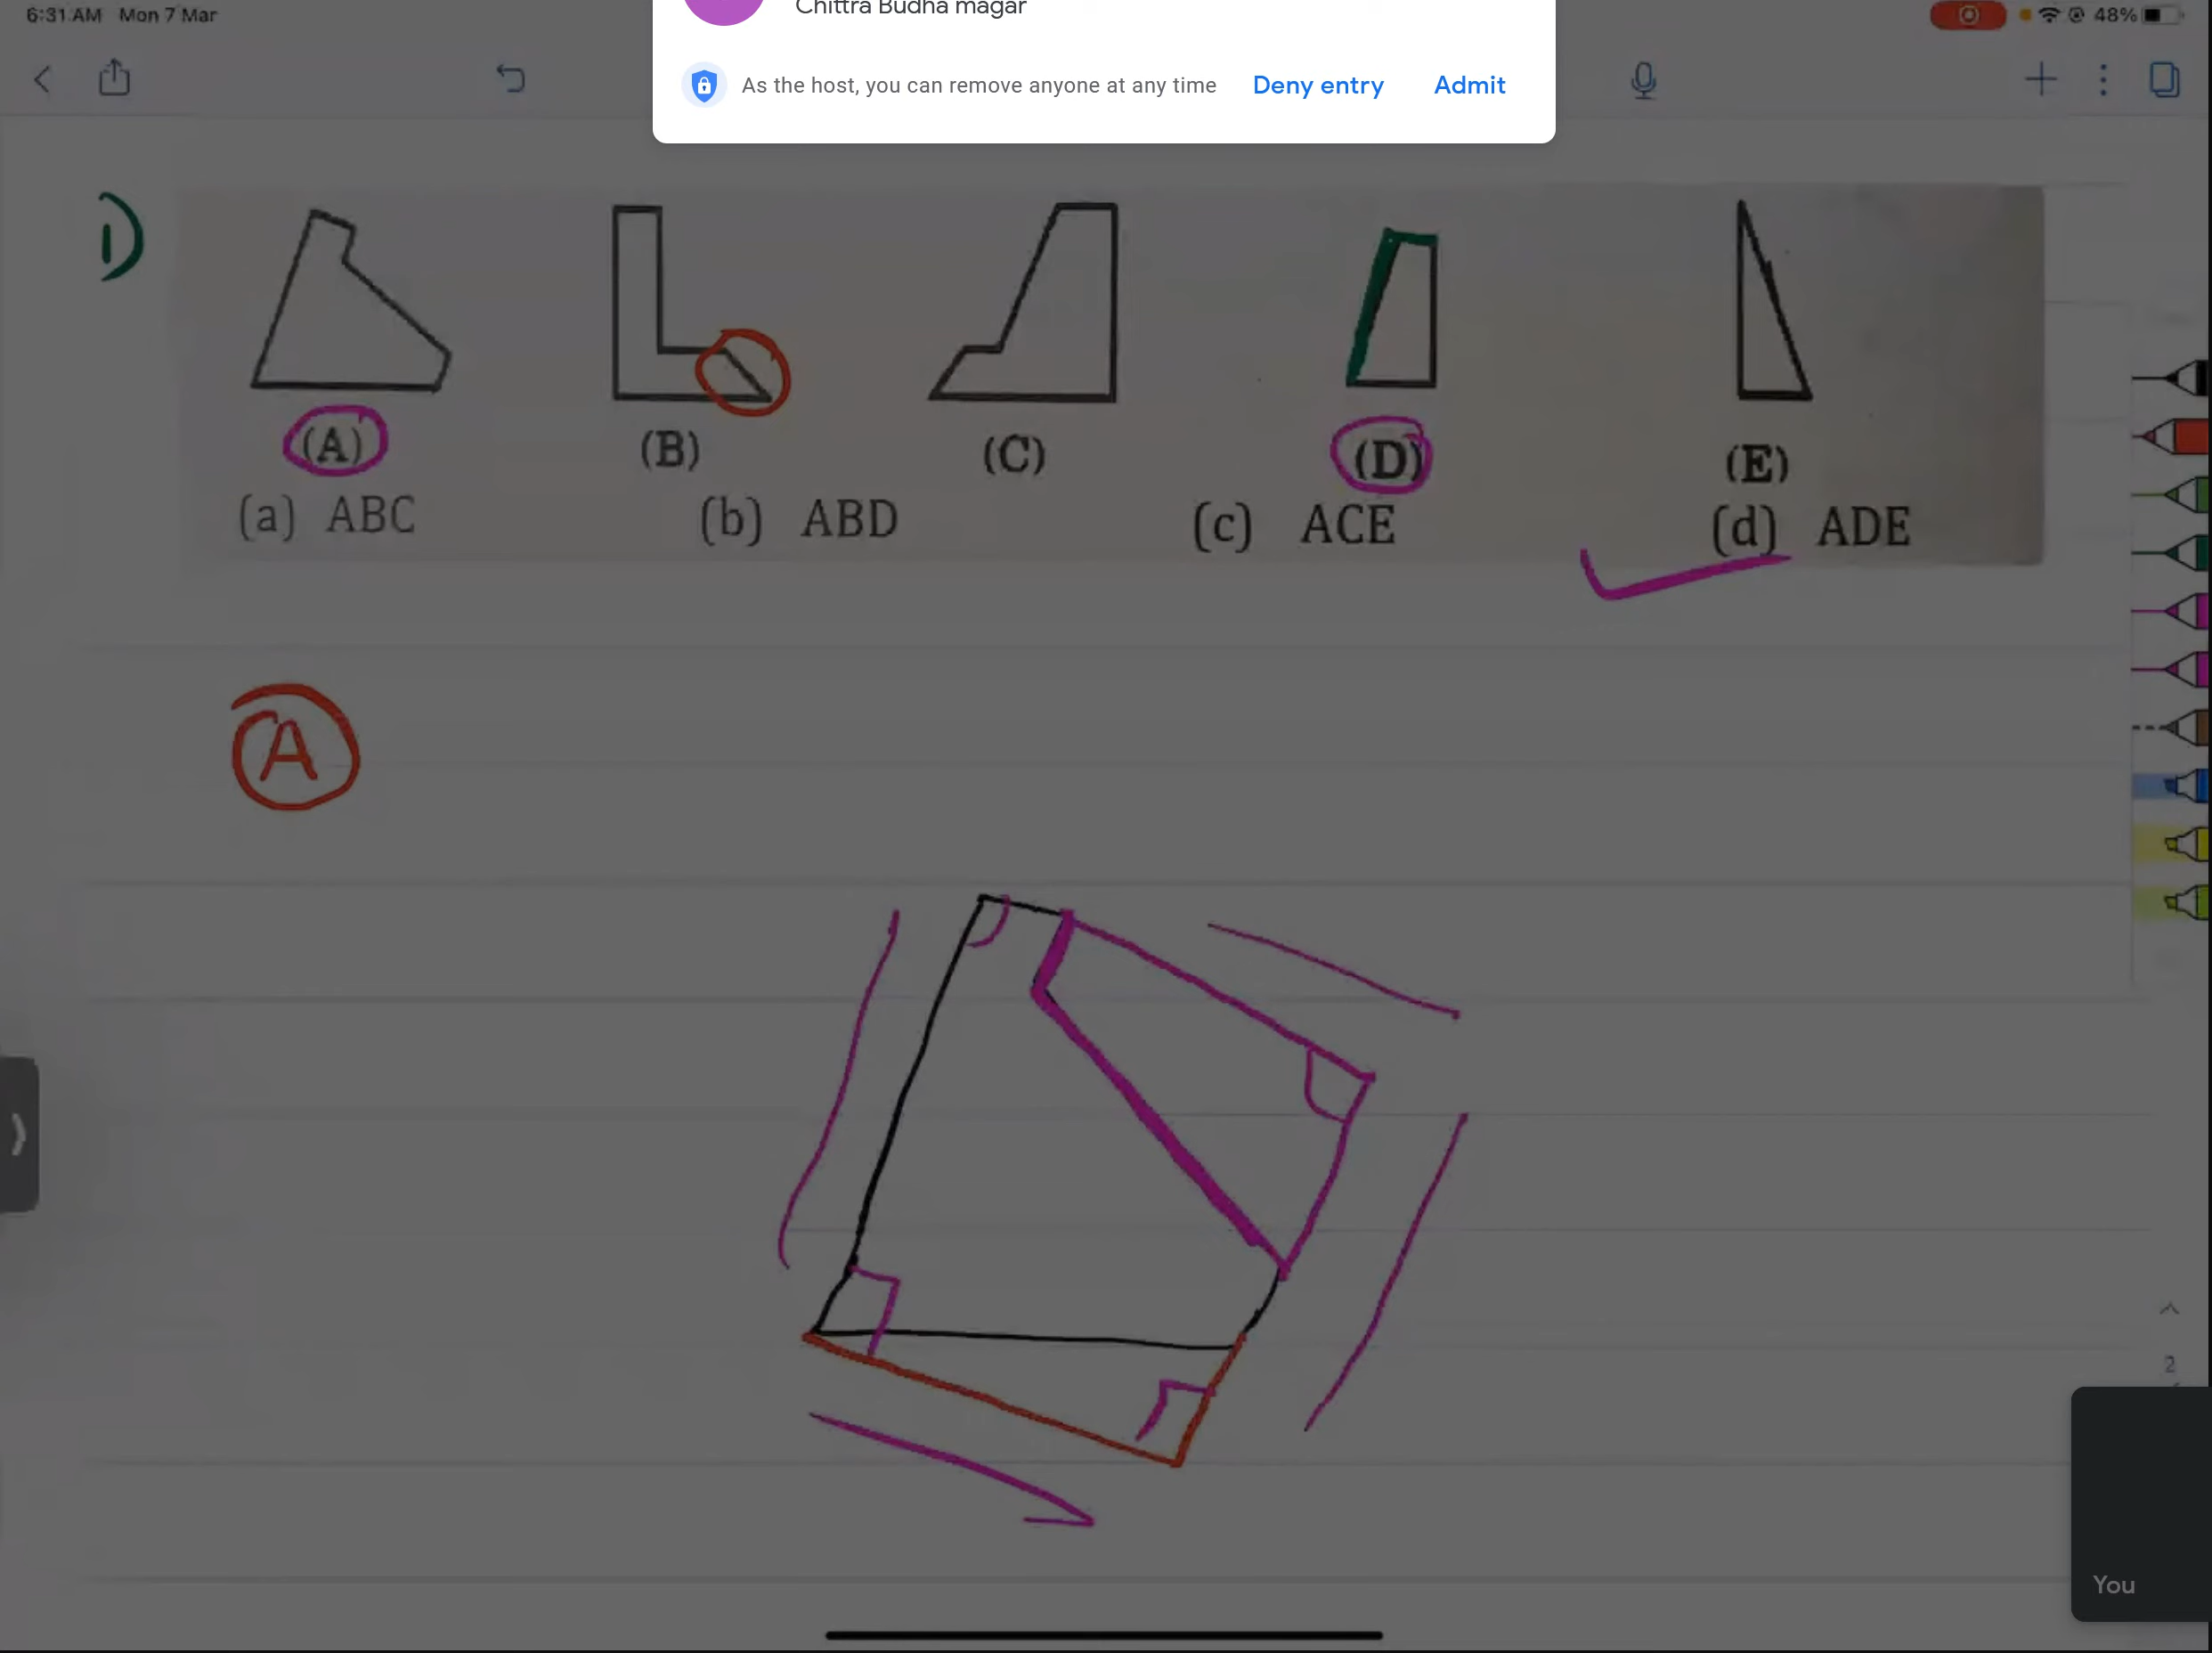 6:31 AM Mon 7 Mar
48%
Chittra Budha magar
As the host, you can remove anyone at any time Deny entry Admit
1)
(A) (B) (C) (D) (E)
(a) ABC (b) ABD (c) ACE (d) ADE
A
2
You